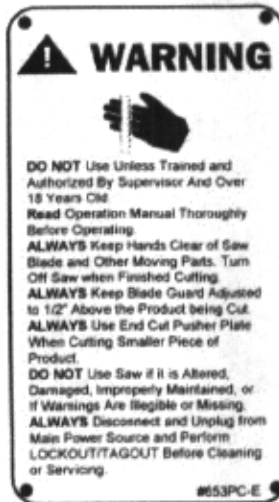 WARNING
DO NOT Use Unless Trained and
Authorized By Supervisor And Over
18 Years Old
Read Operation Manual Thoroughly
Before Operating.
ALWAYS Keep Hands Clear of Saw
Blade and Other Moving Parts. Turn
Off Saw when Finished Cutting.
ALWAYS Keep Blade Guard Adjusted
to 1/2" Above the Product being Cut.
ALWAYS Use End Cut Pusher Plate
When Cutting Smaller Piece of
Product.
DO NOT Use Saw if it is Altered,
Damaged, Improperly Maintained, or
If Warnings Are Illegible or Missing.
ALWAYS Disconnect and Unplug from
Main Power Source and Perform
LOCKOUT/TAGOUT Before Cleaning
or Servicing.
#653PC-E